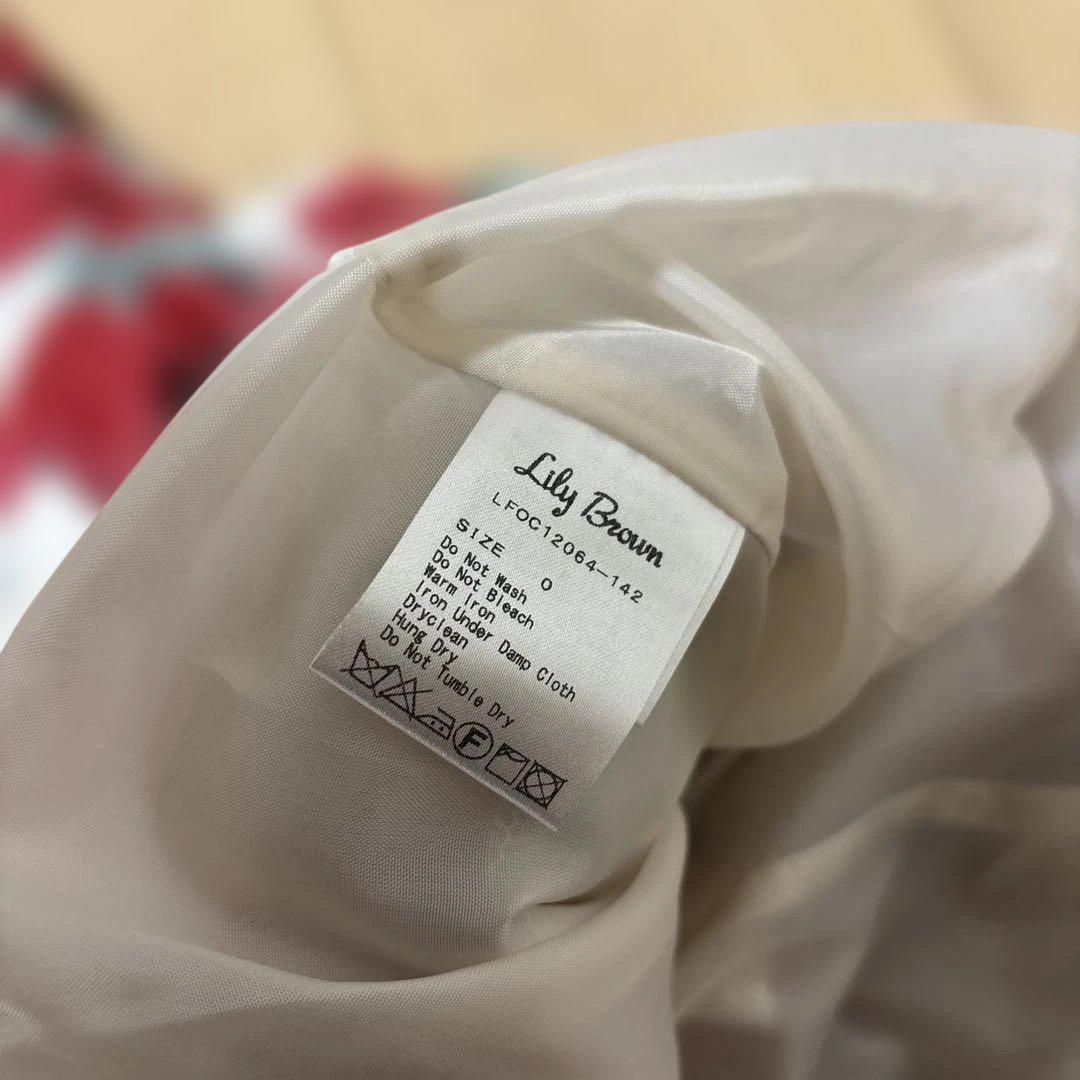 Lily Brown
LFOC12064-142
SIZE 0
Do Not Wash
Do Not Bleach
Warm Iron
Iron Under Damp Cloth
Dryclean
Hung Dry
Do Not Tumble Dry
F